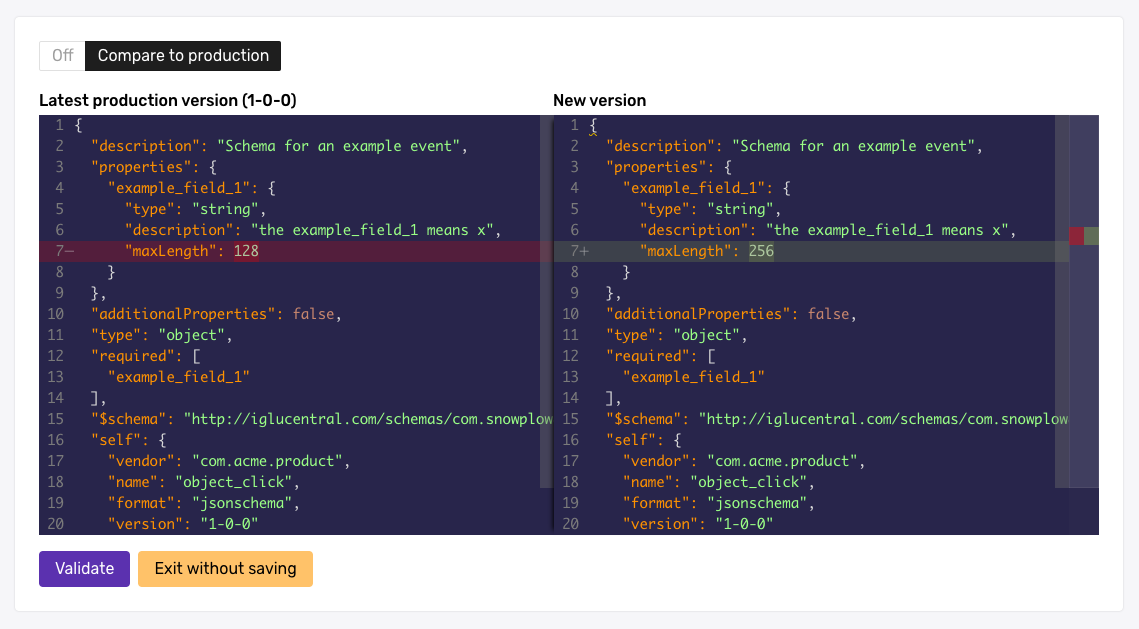 Off Compare to production
Latest production version (1-0-0)
1 {
2 "description": "Schema for an example event",
3 "properties": {
4 "example_field_1": {
5 "type": "string",
6 "description": "the example_field_1 means x",
7− "maxLength": 128
8 }
9 },
10 "additionalProperties": false,
11 "type": "object",
12 "required": [
13 "example_field_1"
14 ],
15 "$schema": "http://iglucentral.com/schemas/com.snowplow
16 "self": {
17 "vendor": "com.acme.product",
18 "name": "object_click",
19 "format": "jsonschema",
20 "version": "1-0-0"
New version
1 {
2 "description": "Schema for an example event",
3 "properties": {
4 "example_field_1": {
5 "type": "string",
6 "description": "the example_field_1 means x",
7+ "maxLength": 256
8 }
9 },
10 "additionalProperties": false,
11 "type": "object",
12 "required": [
13 "example_field_1"
14 ],
15 "$schema": "http://iglucentral.com/schemas/com.snowplow
16 "self": {
17 "vendor": "com.acme.product",
18 "name": "object_click",
19 "format": "jsonschema",
20 "version": "1-0-0"
Validate Exit without saving